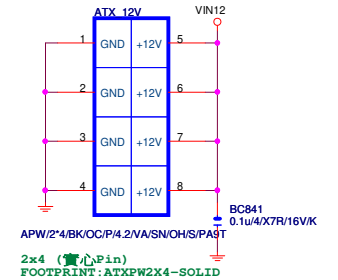 ATX_12V
VIN12
1 GND +12V 5
2 GND +12V 6
3 GND +12V 7
4 GND +12V 8
BC841
0.1u/4/X7R/16V/K
APW/2*4/BK/OC/P/4.2/VA/SN/OH/S/PA9T
2x4 (實心Pin)
FOOTPRINT:ATXPW2X4-SOLID